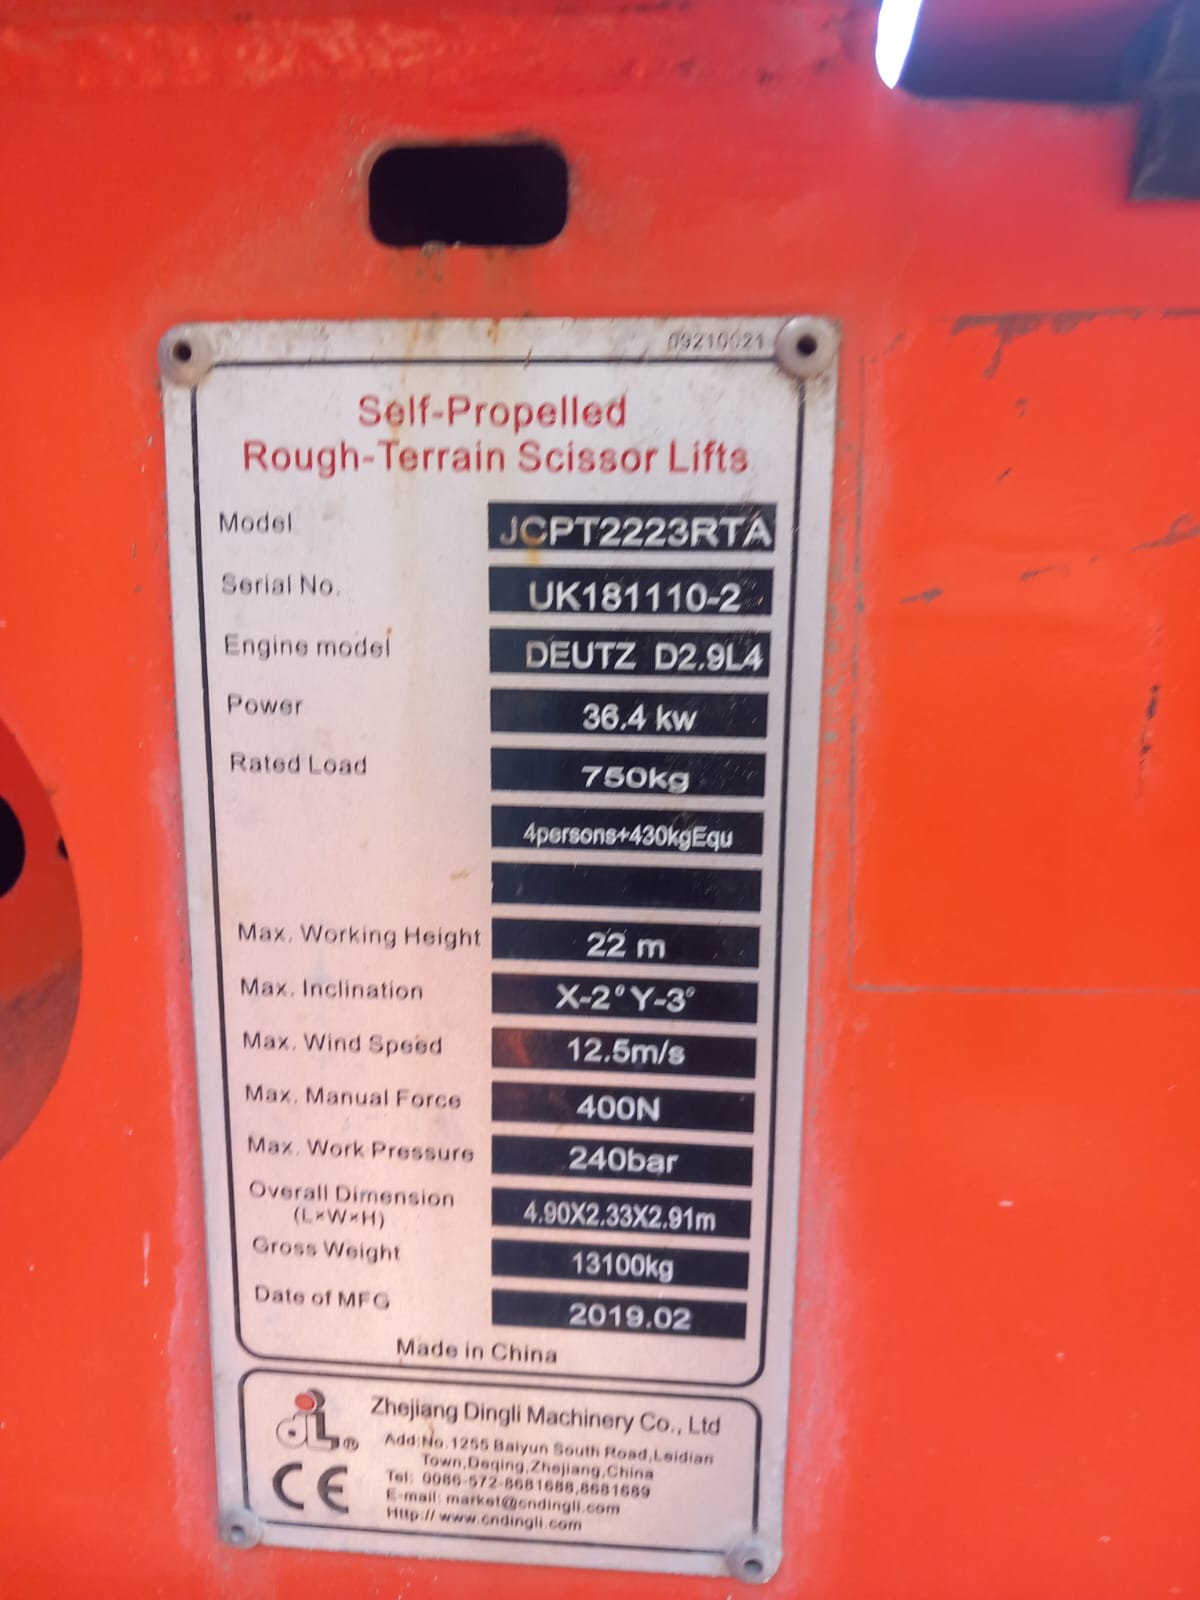 09210021
Self-Propelled
Rough-Terrain Scissor Lifts
Model JCPT2223RTA
Serial No. UK181110-2
Engine model DEUTZ D2.9L4
Power 36.4 kw
Rated Load 750kg
4persons+430kgEqu
Max. Working Height 22 m
Max. Inclination X-2° Y-3°
Max. Wind Speed 12.5m/s
Max. Manual Force 400N
Max. Work Pressure 240bar
Overall Dimension 4.90X2.33X2.91m
(L×W×H)
Gross Weight 13100kg
Date of MFG 2019.02
Made in China
dL® Zhejiang Dingli Machinery Co., Ltd
Add:No.1255 Baiyun South Road,Leidian
Town,Deqing,Zhejiang,China
CE Tel: 0086-572-8681688,8681689
E-mail: market@cndingli.com
Http:// www.cndingli.com